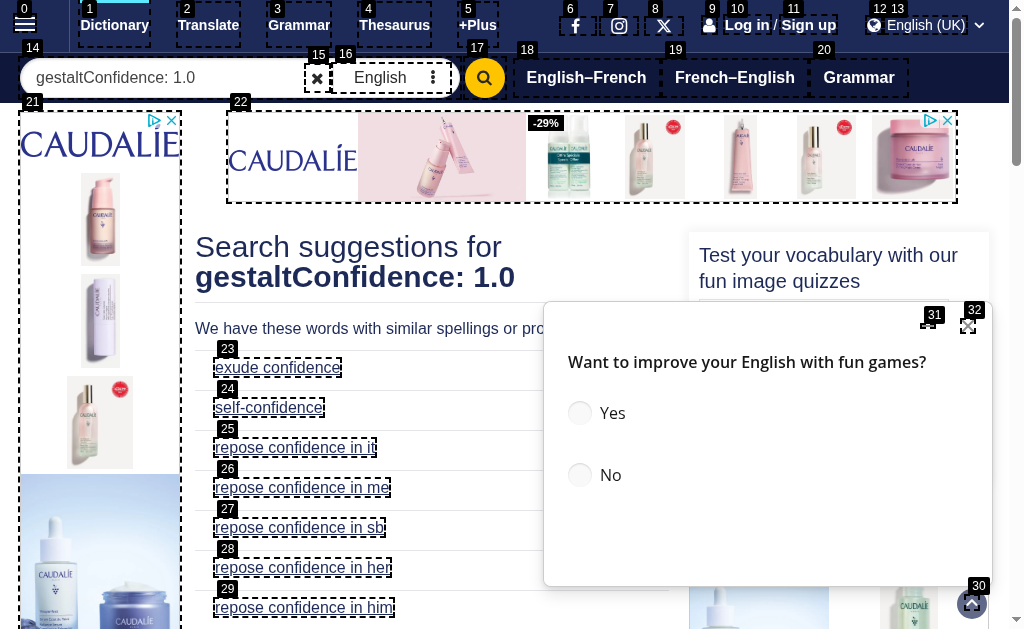 0 1 2 3 4 5 6 7 8 9 10 12 13
Dictionary Translate Grammar Thesaurus +Plus Log in / Sign up English (UK)
14 15 16 17 18 19 20
gestaltConfidence: 1.0 English English–French French–English Grammar
21 22
CAUDALÍE
CAUDALÍE
-29%
CAUDALÍE
Search suggestions for
gestaltConfidence: 1.0
We have these words with similar spellings or pro
23
exude confidence
24
self-confidence
25
repose confidence in it
26
repose confidence in me
27
repose confidence in sb
28
repose confidence in her
29
repose confidence in him
CAUDALÍE
Test your vocabulary with our
fun image quizzes
31 32
Want to improve your English with fun games?
Yes
No
30